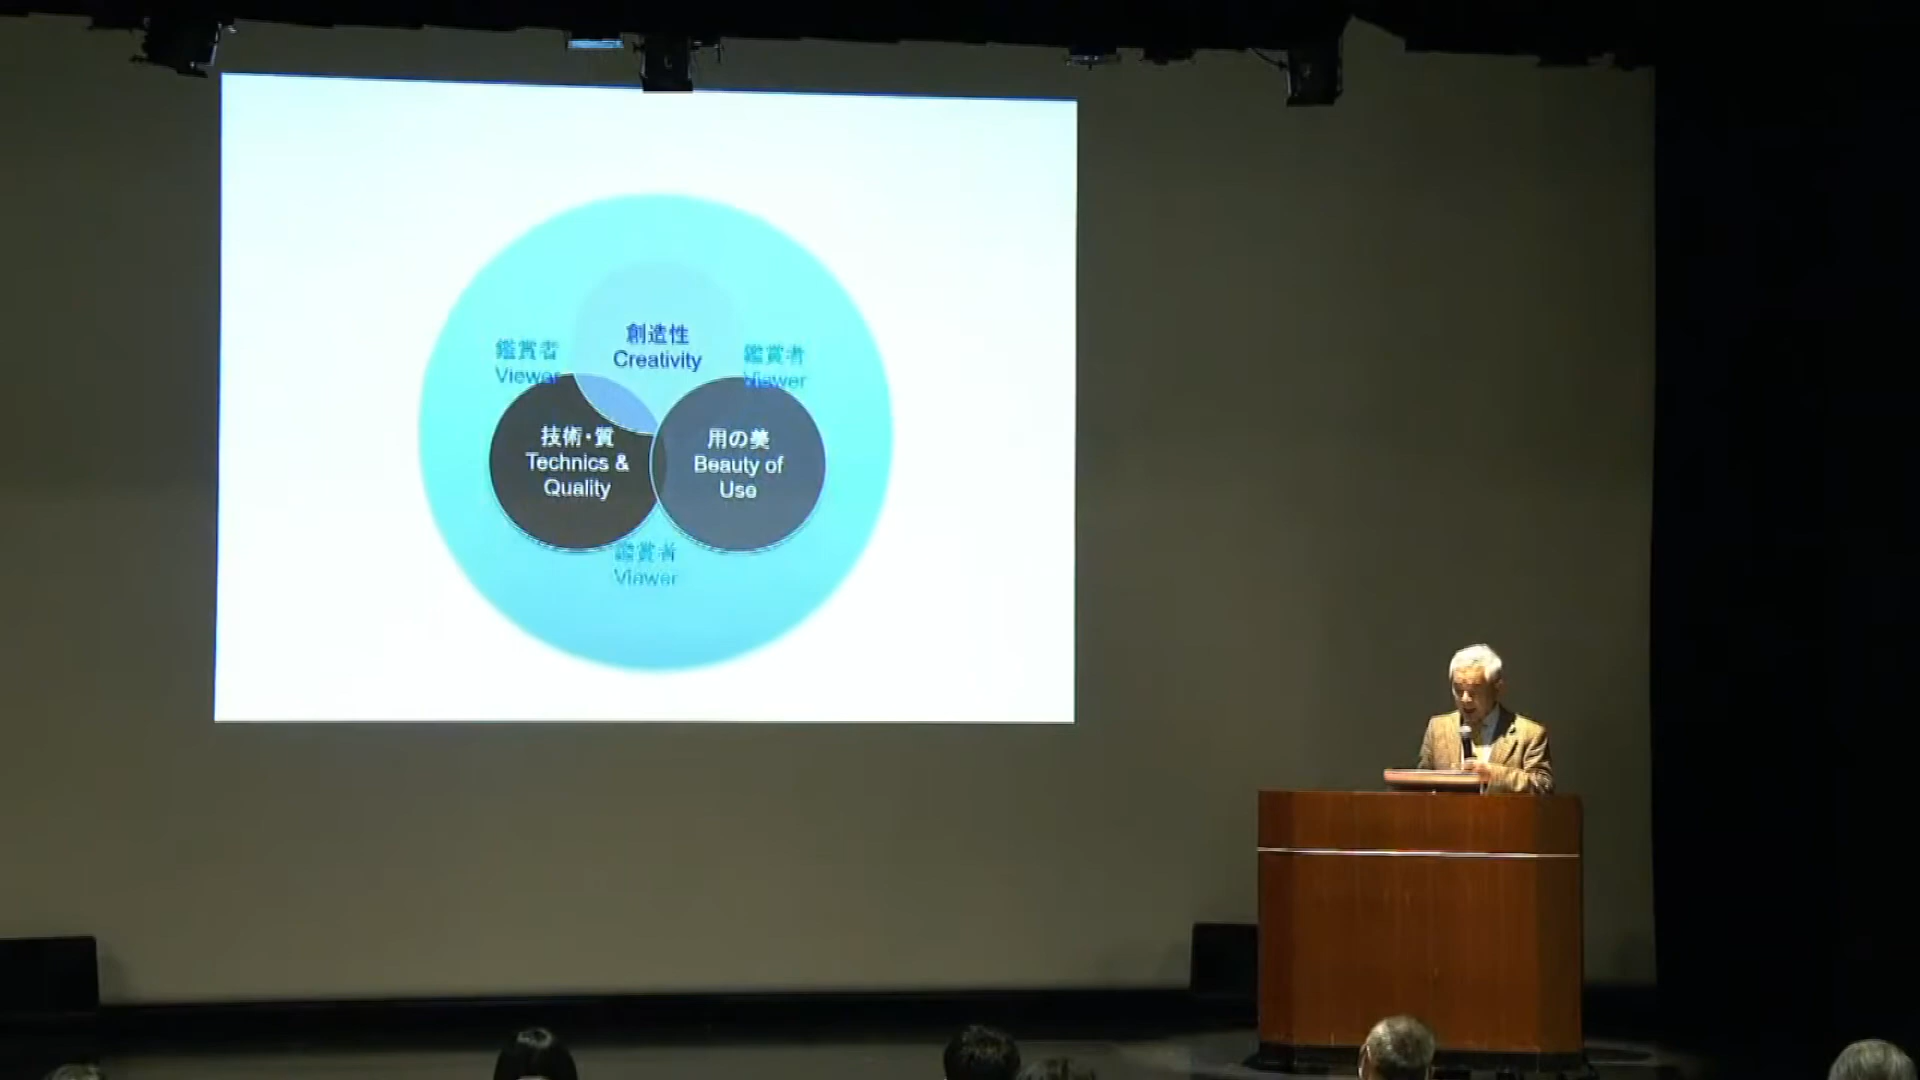 創造性
Creativity
鑑賞者
Viewer
鑑賞者
Viewer
技術・質
Technics &
Quality
用の美
Beauty of
Use
鑑賞者
Viewer